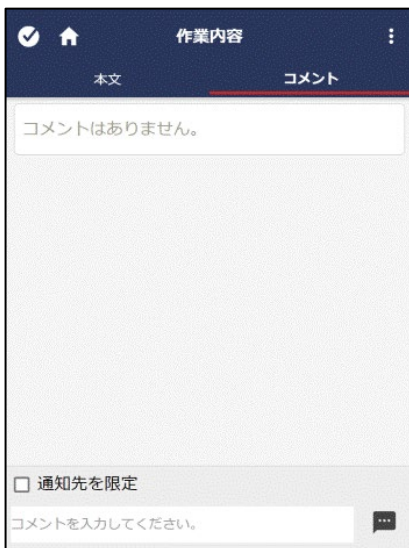 作業内容
本文
コメント
コメントはありません。
通知先を限定
コメントを入力してください。